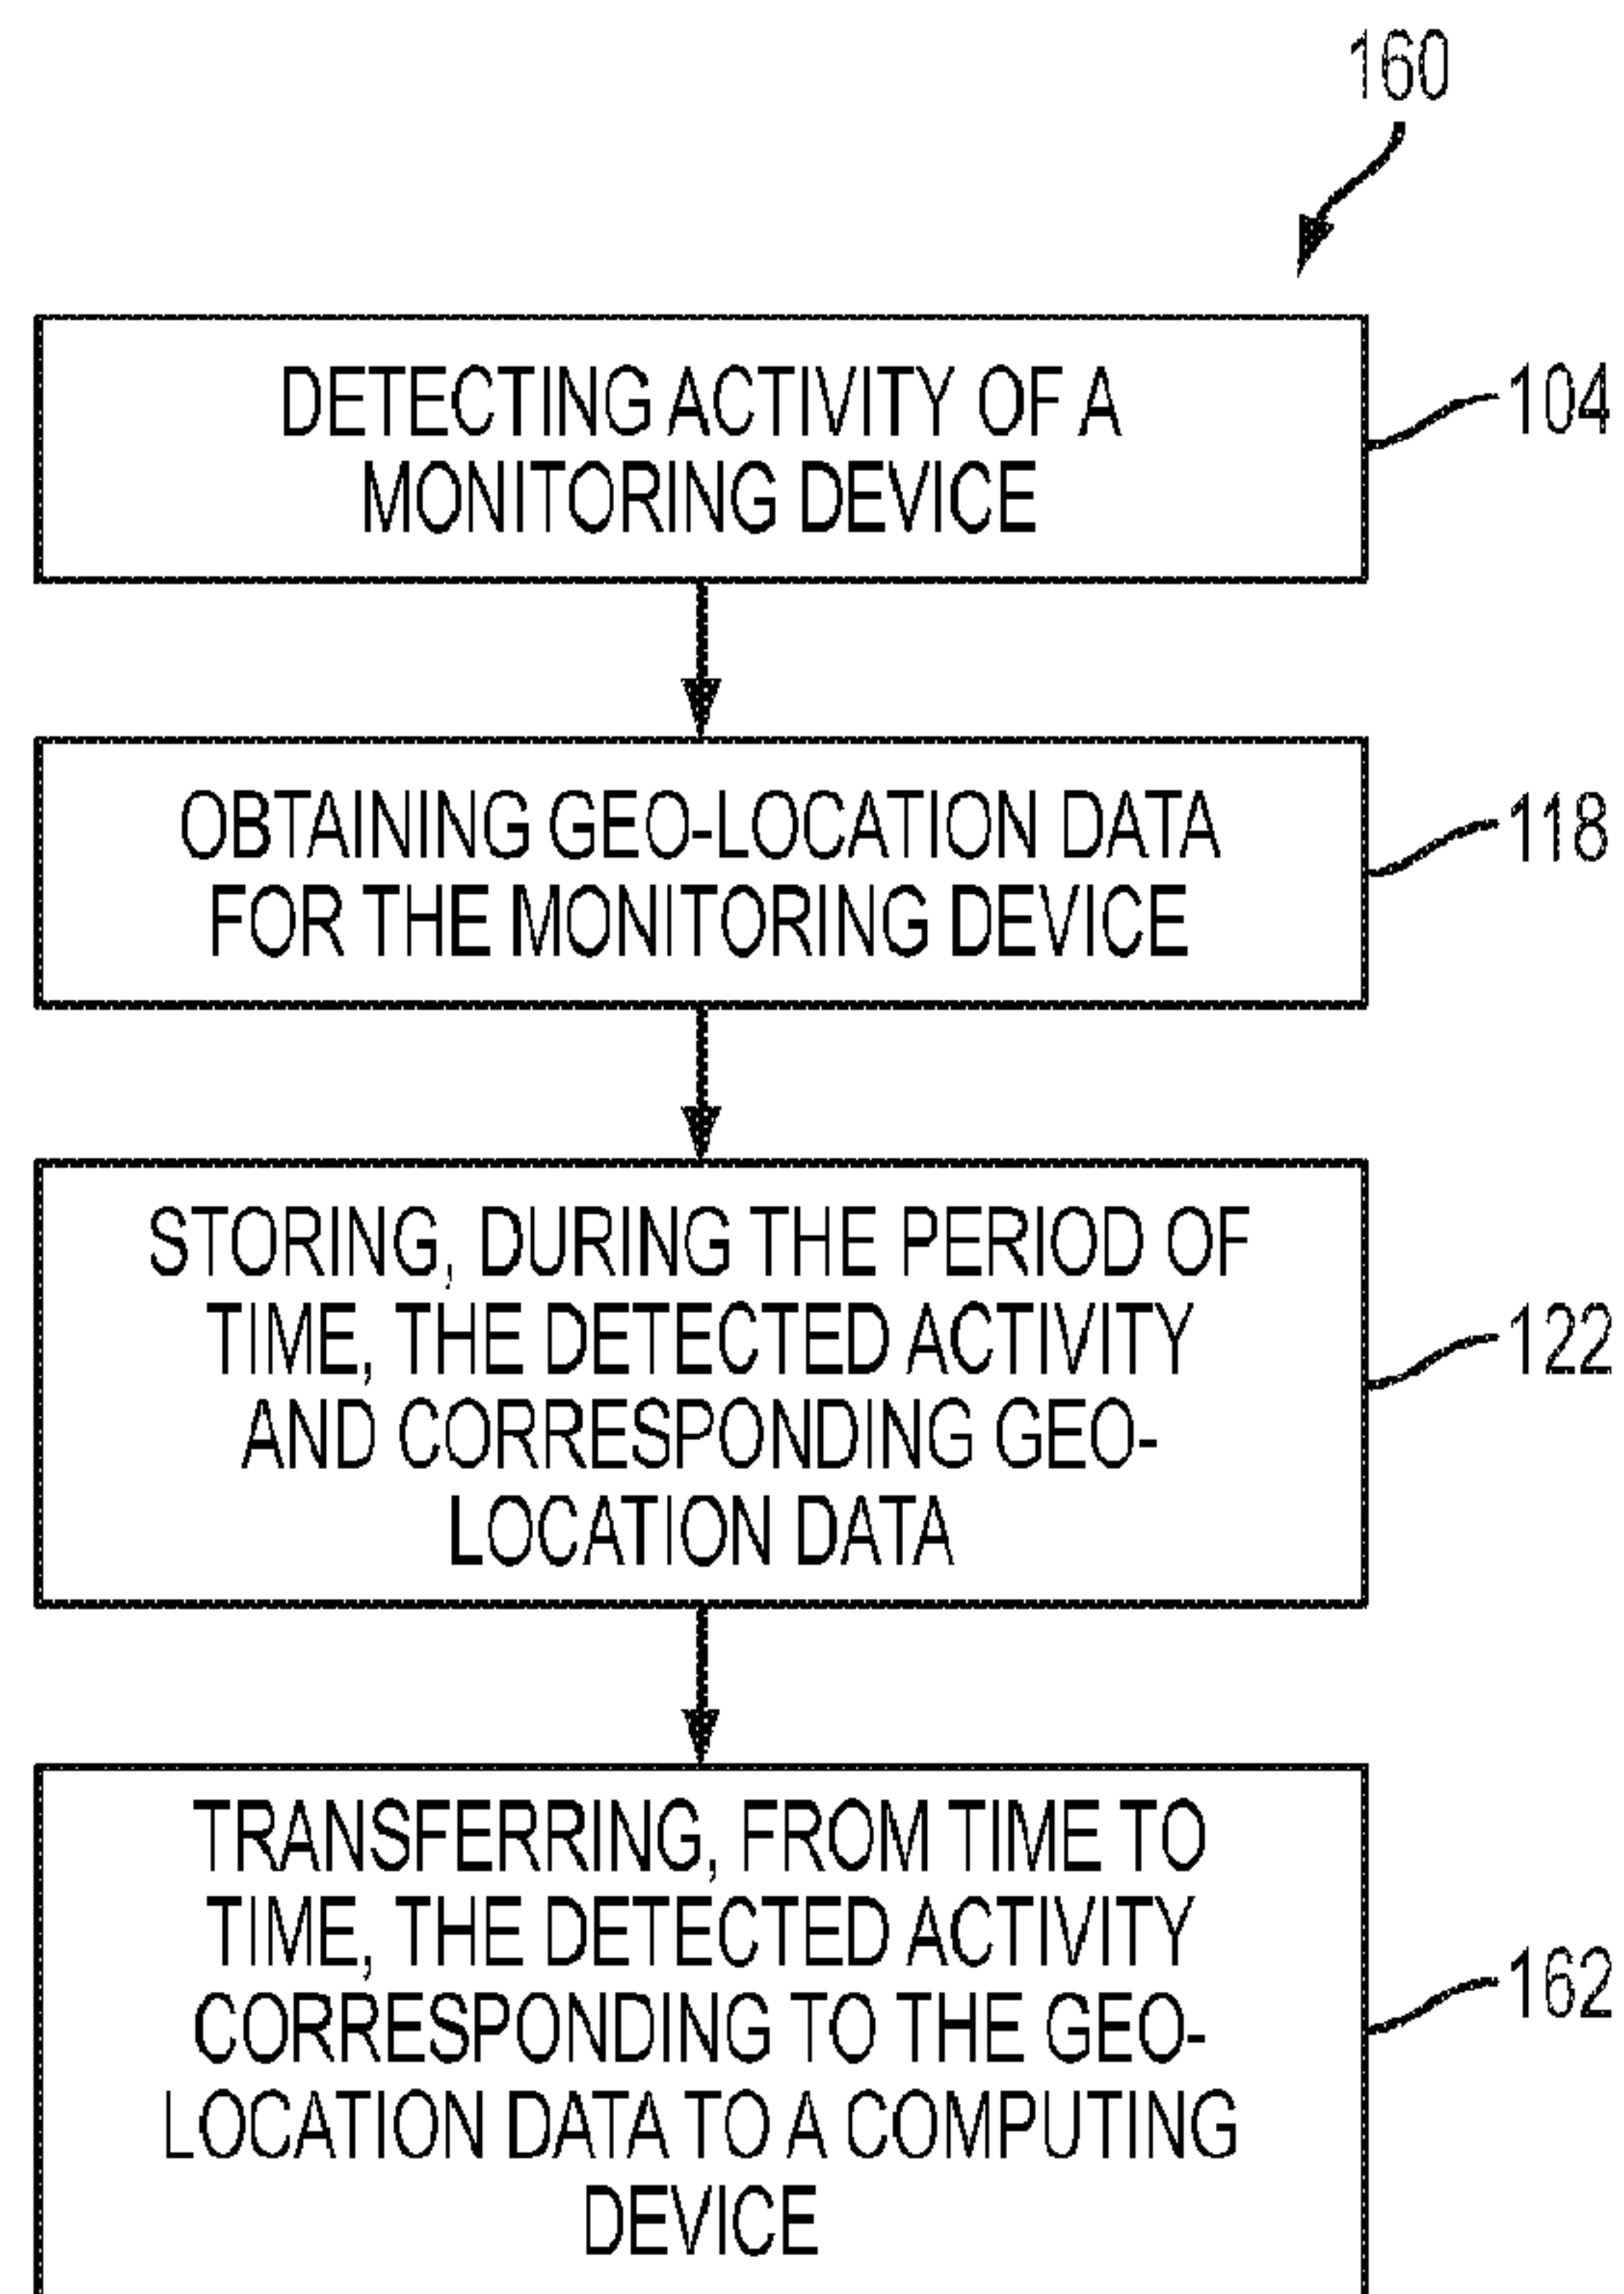 160
DETECTING ACTIVITY OF A
MONITORING DEVICE
104
OBTAINING GEO-LOCATION DATA
FOR THE MONITORING DEVICE
118
STORING, DURING THE PERIOD OF
TIME, THE DETECTED ACTIVITY
AND CORRESPONDING GEO-
LOCATION DATA
122
TRANSFERRING, FROM TIME TO
TIME, THE DETECTED ACTIVITY
CORRESPONDING TO THE GEO-
LOCATION DATA TO A COMPUTING
DEVICE
162